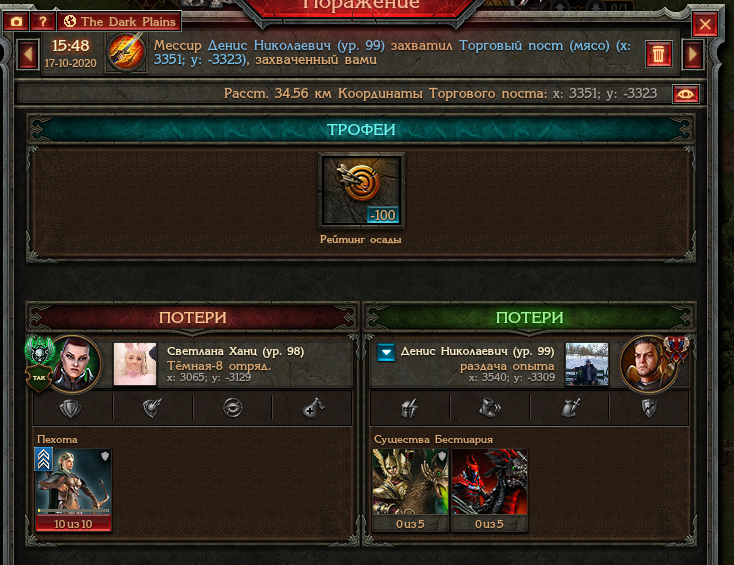 Поражение
? The Dark Plains
15:48
17-10-2020
Мессир Денис Николаевич (ур. 99) захватил Торговый пост (мясо) (x:
3351; y: -3323), захваченный вами
Расст. 34.56 км Координаты Торгового поста: x: 3351; y: -3323
ТРОФЕИ
-100
Рейтинг осады
ПОТЕРИ
Светлана Ханц (ур. 98)
Тёмная-8 отряд.
x: 3065; y: -3129
ТАК
Пехота
10 из 10
ПОТЕРИ
Денис Николаевич (ур. 99)
раздача опыта
x: 3540; y: -3309
Существа Бестиария
0 из 5
0 из 5